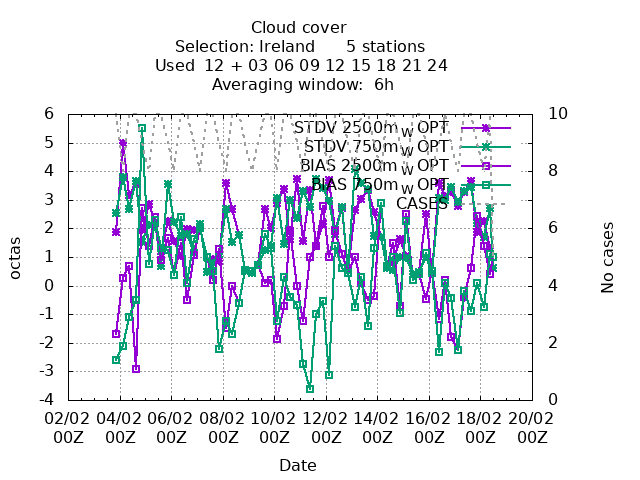 Cloud cover
Selection: Ireland 5 stations
Used 12 + 03 06 09 12 15 18 21 24
Averaging window: 6h
6
5
4
3
2
1
0
-1
-2
-3
-4
octas
STDV 2500m_W_OPT
STDV 750m_W_OPT
BIAS 2500m_W_OPT
BIAS 750m_W_OPT
CASES
10
8
6
4
2
0
No cases
02/02 04/02 06/02 08/02 10/02 12/02 14/02 16/02 18/02 20/02
00Z 00Z 00Z 00Z 00Z 00Z 00Z 00Z 00Z 00Z
Date